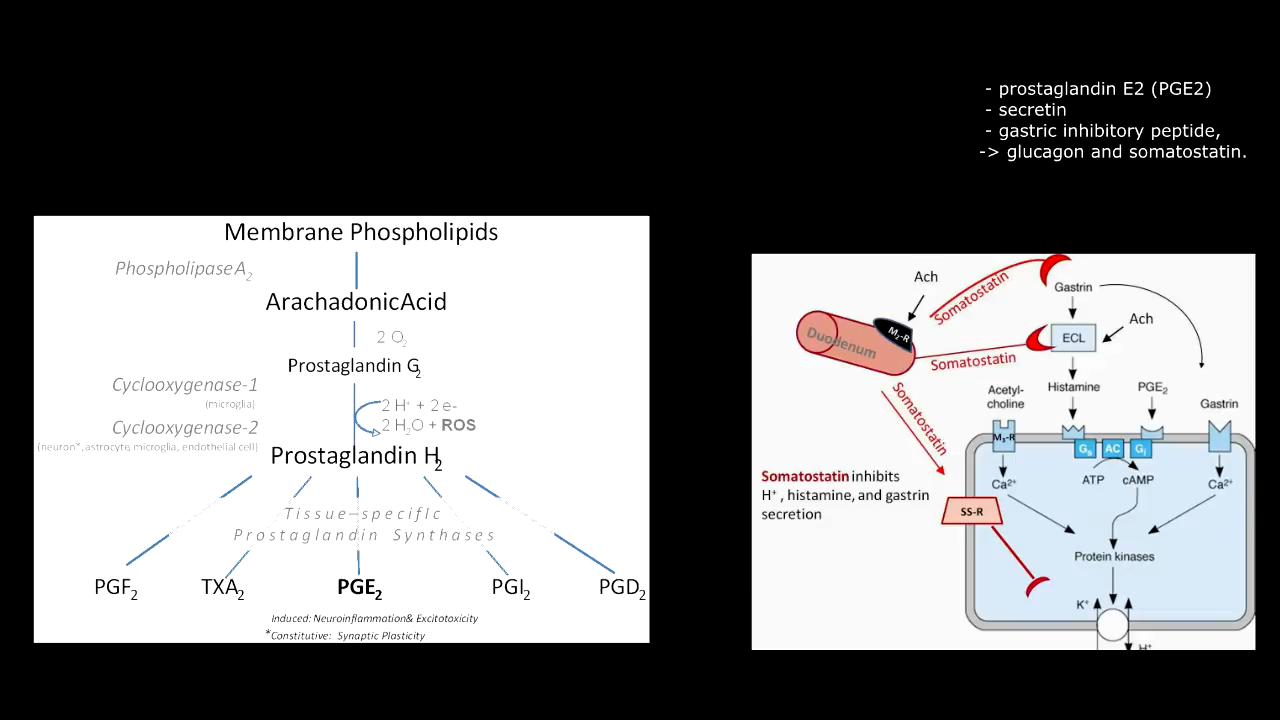 - prostaglandin E2 (PGE2)
- secretin
- gastric inhibitory peptide,
-> glucagon and somatostatin.
Membrane Phospholipids
Phospholipase A2
ArachadonicAcid
2 O2
Prostaglandin G2
Cyclooxygenase-1
(microglia)
2 H+ + 2 e-
Cyclooxygenase-2
2 H2O + ROS
(neuron*, astrocyte, microglia, endothelial cell)
Prostaglandin H2
Tissue-specific
Prostaglandin Synthases
PGF2 TXA2 PGE2 PGI2 PGD2
Induced: Neuroinflammation& Excitotoxicity
*Constitutive: Synaptic Plasticity
Ach
Somatostatin
Gastrin
Duodenum
M2-R
Somatostatin
ECL
Ach
Somatostatin
Histamine
PGE2
Acetyl-
choline
Gastrin
M3-R
Gs AC Gi
ATP cAMP
Ca2+
Ca2+
Somatostatin inhibits
H+ , histamine, and gastrin
secretion
SS-R
Protein kinases
K+
H+